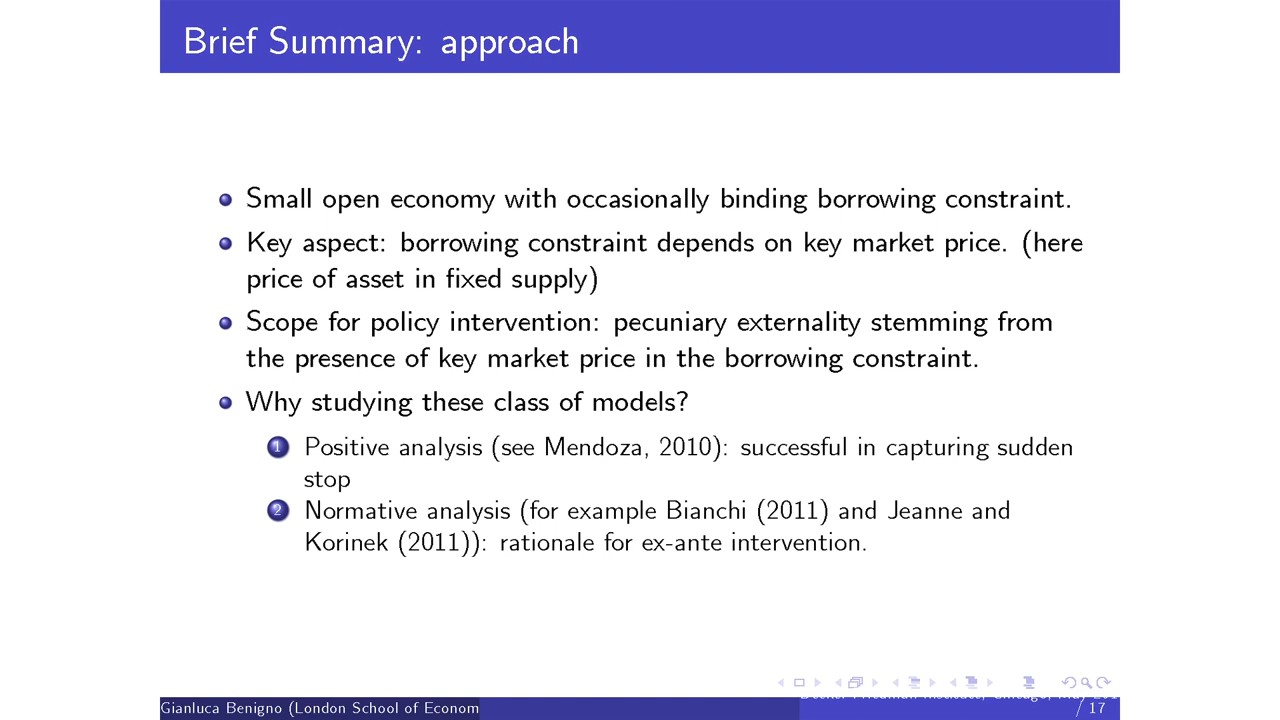 Brief Summary: approach
Small open economy with occasionally binding borrowing constraint.
Key aspect: borrowing constraint depends on key market price. (here
price of asset in fixed supply)
Scope for policy intervention: pecuniary externality stemming from
the presence of key market price in the borrowing constraint.
Why studying these class of models?
1 Positive analysis (see Mendoza, 2010): successful in capturing sudden
stop
2 Normative analysis (for example Bianchi (2011) and Jeanne and
Korinek (2011)): rationale for ex-ante intervention.
Gianluca Benigno (London School of Econom
/ 17